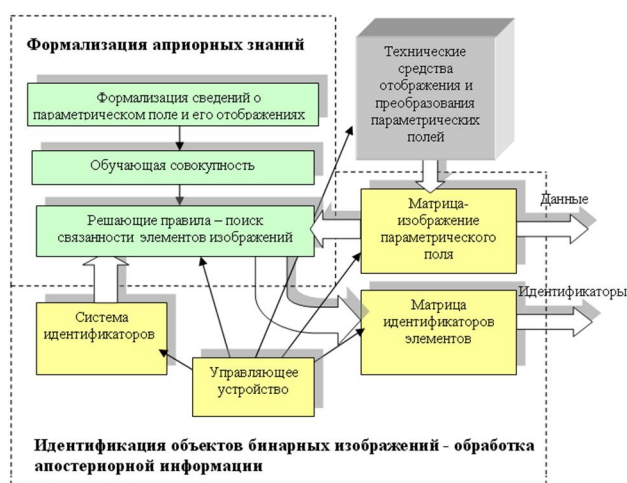 Формализация априорных знаний
Формализация сведений о
параметрическом поле и его отображениях
Обучающая совокупность
Решающие правила – поиск
связанности элементов изображений
Технические
средства
отображения и
преобразования
параметрических
полей
Матрица-
изображение
параметрического
поля
Данные
Идентификаторы
Система
идентификаторов
Матрица
идентификаторов
элементов
Управляющее
устройство
Идентификация объектов бинарных изображений - обработка
апостериорной информации